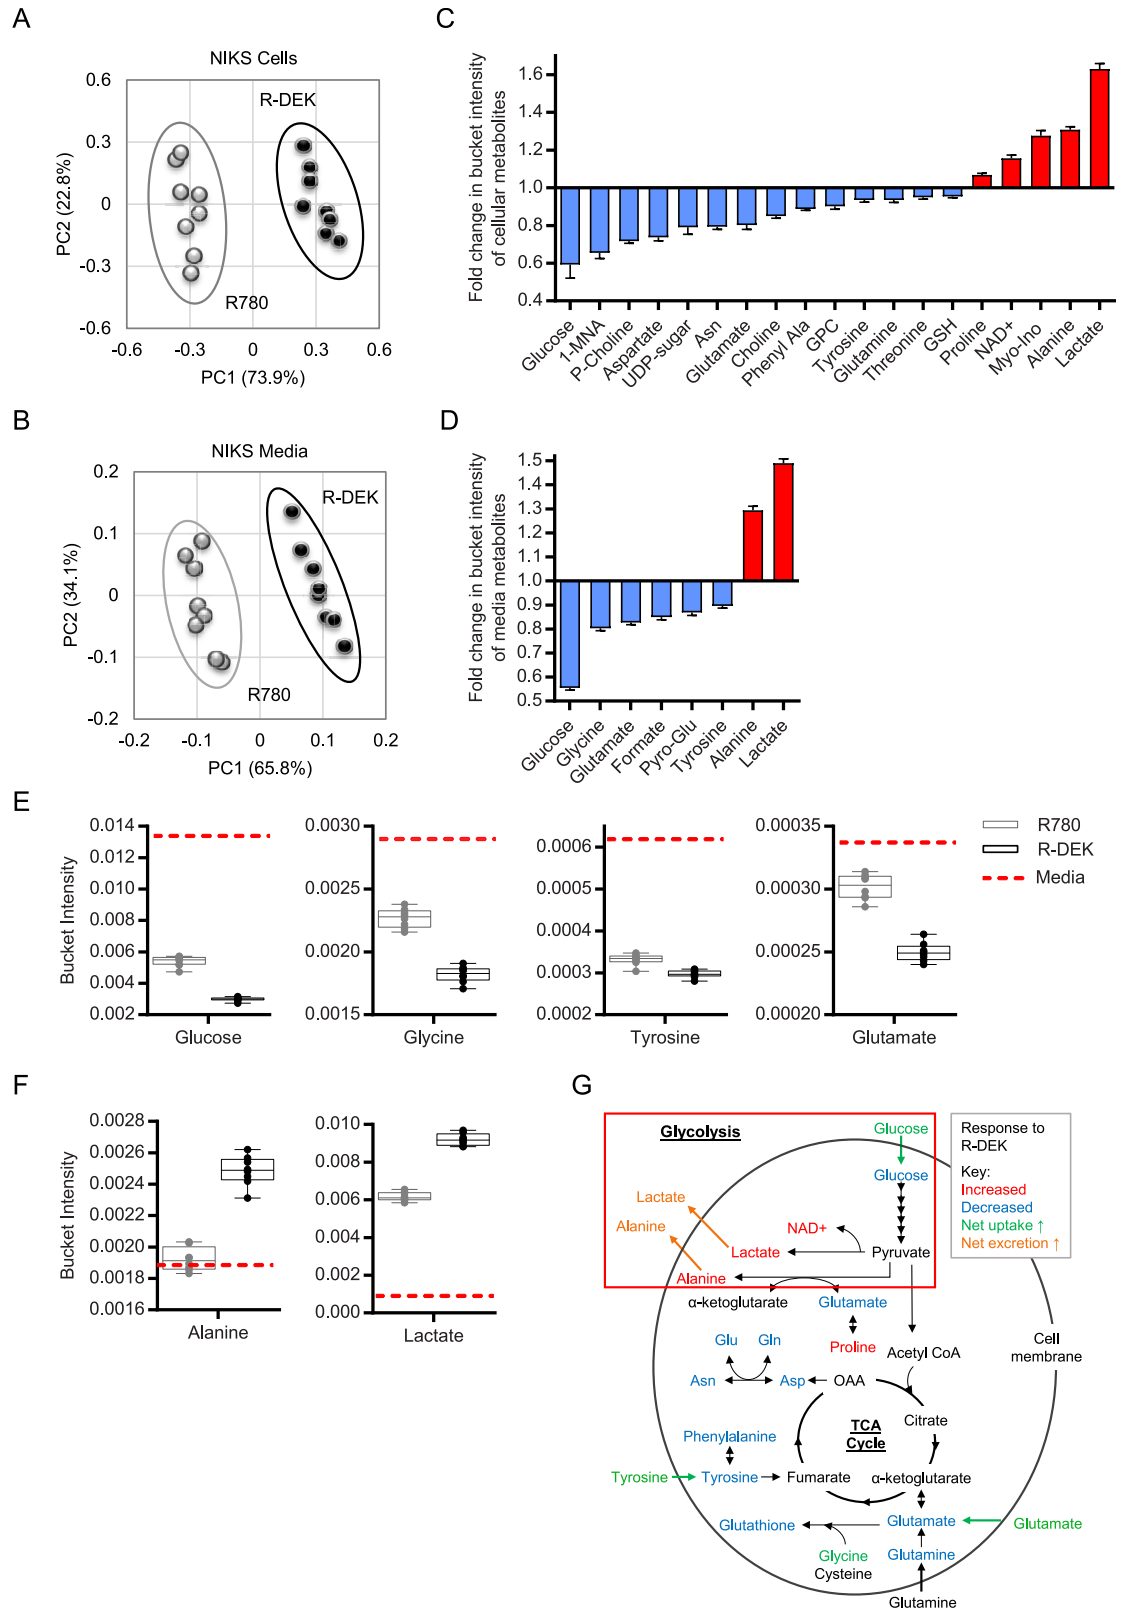 A
NIKS Cells
0.6
0.3
0
-0.3
-0.6
PC2 (22.8%)
R-DEK
R780
-0.6
-0.3
0
0.3
0.6
PC1 (73.9%)
C
Fold change in bucket intensity
of cellular metabolites
1.6
1.4
1.2
1.0
0.8
0.6
0.4
Glucose
1-MNA
P-Choline
Aspartate
UDP-sugar
Asn
Glutamate
Choline
Phenyl Ala
GPC
Tyrosine
Glutamine
Threonine
GSH
Proline
NAD+
Myo-Ino
Alanine
Lactate
B
NIKS Media
0.2
0.1
0
-0.1
-0.2
PC2 (34.1%)
R-DEK
R780
-0.2
-0.1
0
0.1
0.2
PC1 (65.8%)
D
Fold change in bucket intensity
of media metabolites
1.5
1.4
1.3
1.2
1.1
1.0
0.9
0.8
0.7
0.6
0.5
Glucose
Glycine
Glutamate
Formate
Pyro-Glu
Tyrosine
Alanine
Lactate
E
Bucket Intensity
0.014
0.012
0.010
0.008
0.006
0.004
0.002
Glucose
0.0030
0.0025
0.0020
0.0015
Glycine
0.0006
0.0005
0.0004
0.0003
0.0002
Tyrosine
0.00035
0.00030
0.00025
0.00020
Glutamate
R780
R-DEK
Media
F
Bucket Intensity
0.0028
0.0026
0.0024
0.0022
0.0020
0.0018
0.0016
Alanine
0.010
0.008
0.006
0.004
0.002
0.000
Lactate
G
Glycolysis
Glucose
Glucose
Lactate
Alanine
NAD+
Lactate
Pyruvate
Alanine
Response to
R-DEK
Key:
Increased
Decreased
Net uptake ↑
Net excretion ↑
α-ketoglutarate
Glutamate
Proline
Glu
Gln
Acetyl CoA
Cell
membrane
Asn
Asp
OAA
Citrate
TCA
Cycle
Phenylalanine
Tyrosine
Tyrosine
Fumarate
α-ketoglutarate
Glutathione
Glutamate
Glutamate
Glycine
Cysteine
Glutamine
Glutamine